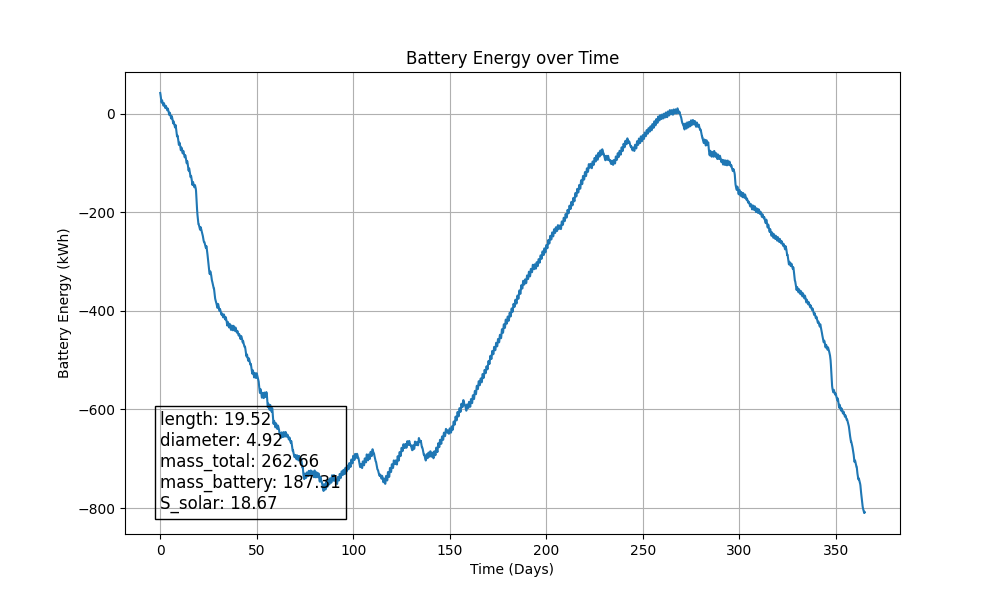 Battery Energy over Time
Battery Energy (kWh)
0
−200
−400
−600
−800
length: 19.52
diameter: 4.92
mass_total: 262.66
mass_battery: 187.31
S_solar: 18.67
0 50 100 150 200 250 300 350
Time (Days)